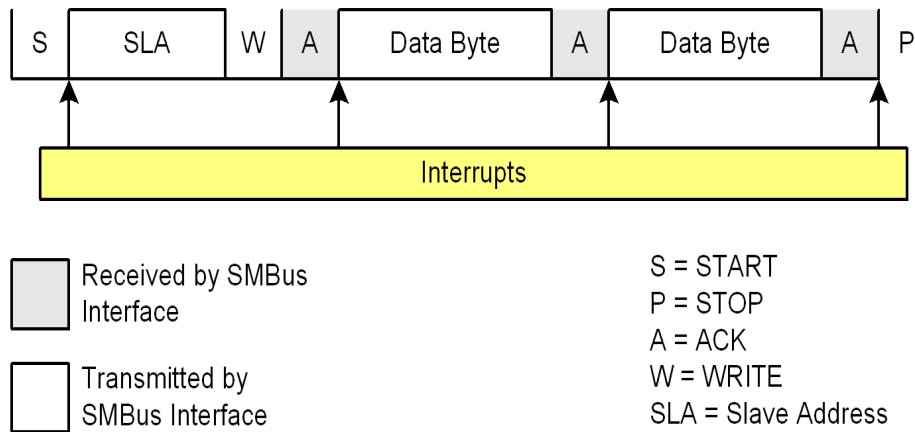 S SLA W A Data Byte A Data Byte A P
Interrupts
Received by SMBus
Interface
Transmitted by
SMBus Interface
S = START
P = STOP
A = ACK
W = WRITE
SLA = Slave Address